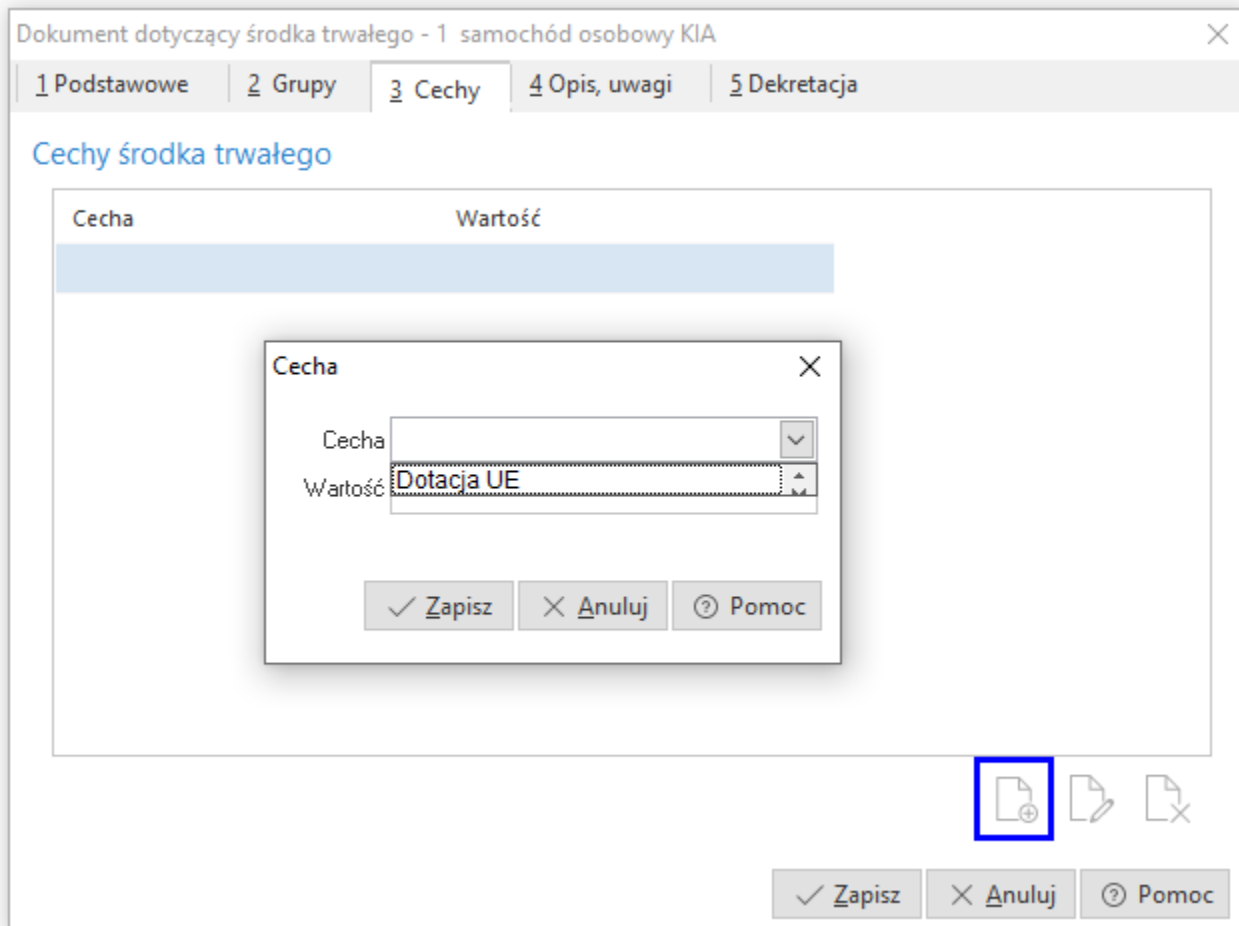 Dokument dotyczący środka trwałego - 1  samochód osobowy KIA
1 Podstawowe 2 Grupy 3 Cechy 4 Opis, uwagi 5 Dekretacja
Cechy środka trwałego
Cecha Wartość
Cecha
Cecha
Wartość Dotacja UE
Zapisz Anuluj Pomoc
Zapisz Anuluj Pomoc